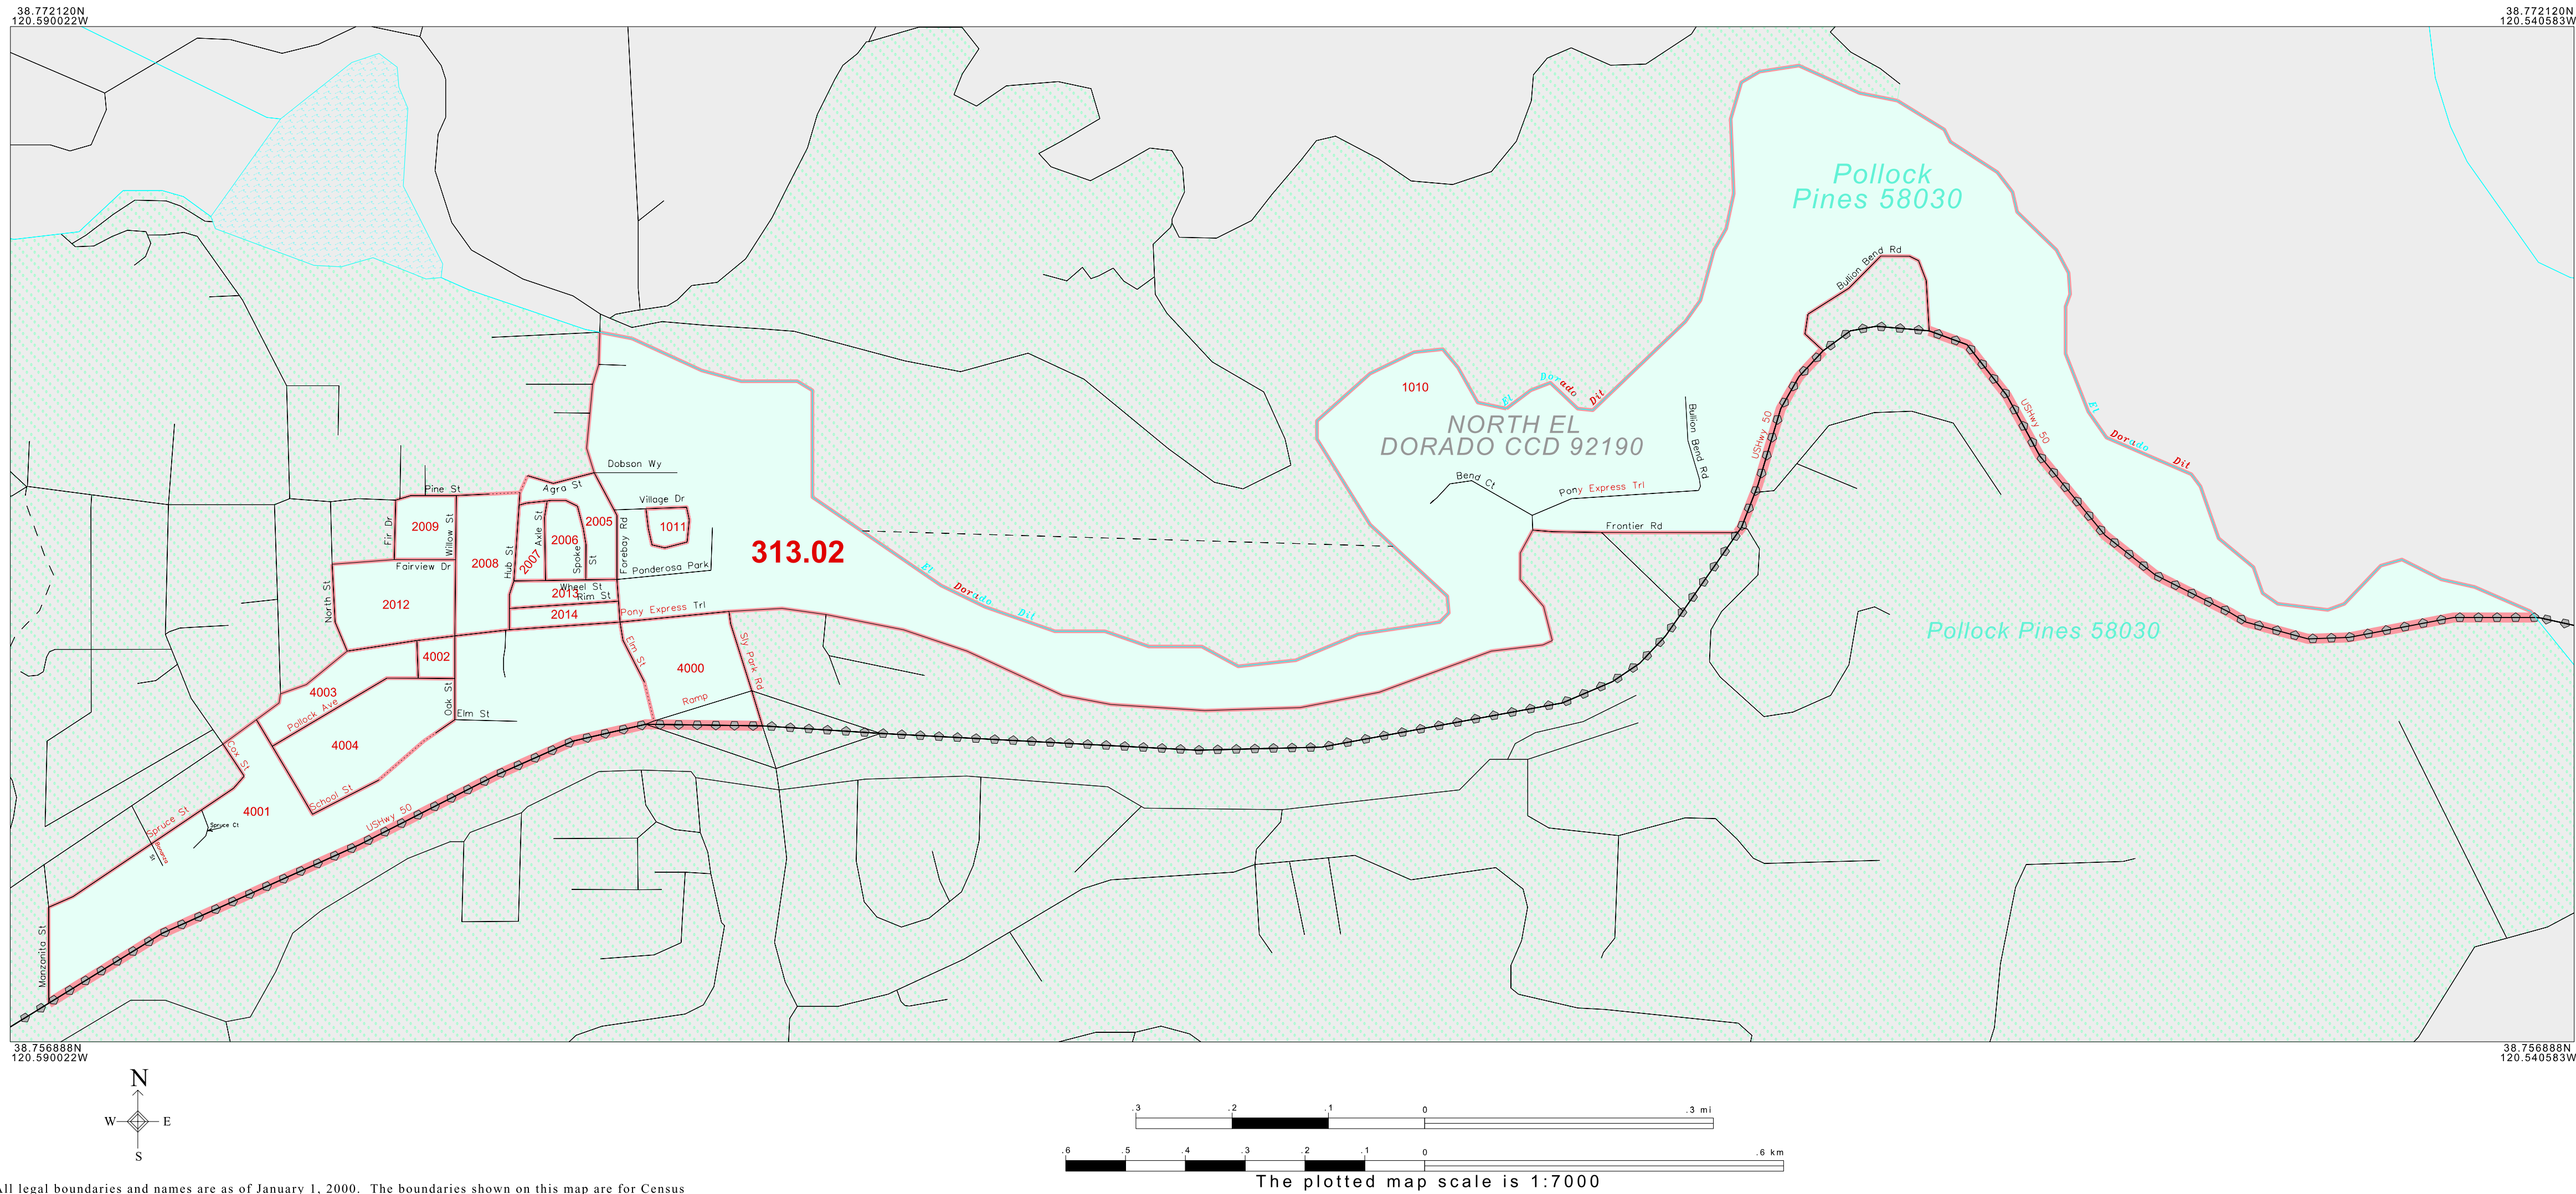 38.772120N
120.590022W
38.772120N
120.540583W
Pollock
Pines 58030
Bullion Bend Rd
1010
El Dorado Dit
NORTH EL
DORADO CCD 92190
USHwy 50
USHwy 50
El Dorado Dit
Bullion Bend Rd
Bend Ct
Pony Express Trl
Frontier Rd
Dobson Wy
Agra St
Village Dr
Pine St
Fir Dr
2009
Willow St
2008
Hub St
2007
Axle St
2006
Spoke St
2005
Forebay Rd
1011
313.02
Fairview Dr
Ponderosa Park
Wheel St
2013
Rim St
2014
North St
2012
Pony Express Trl
El Dorado Dit
Elm St
4000
Sly Park Rd
Ramp
4002
4003
Pollock Ave
Oak St
Elm St
4004
Cox St
School St
4001
Spruce St
Spruce Ct
Bonanza St
USHwy 50
Manzanita St
Pollock Pines 58030
38.756888N
120.590022W
38.756888N
120.540583W
N
W E
S
.3 .2 .1 0 .3 mi
.6 .5 .4 .3 .2 .1 0 .6 km
The plotted map scale is 1:7000
All legal boundaries and names are as of January 1, 2000. The boundaries shown on this map are for Census